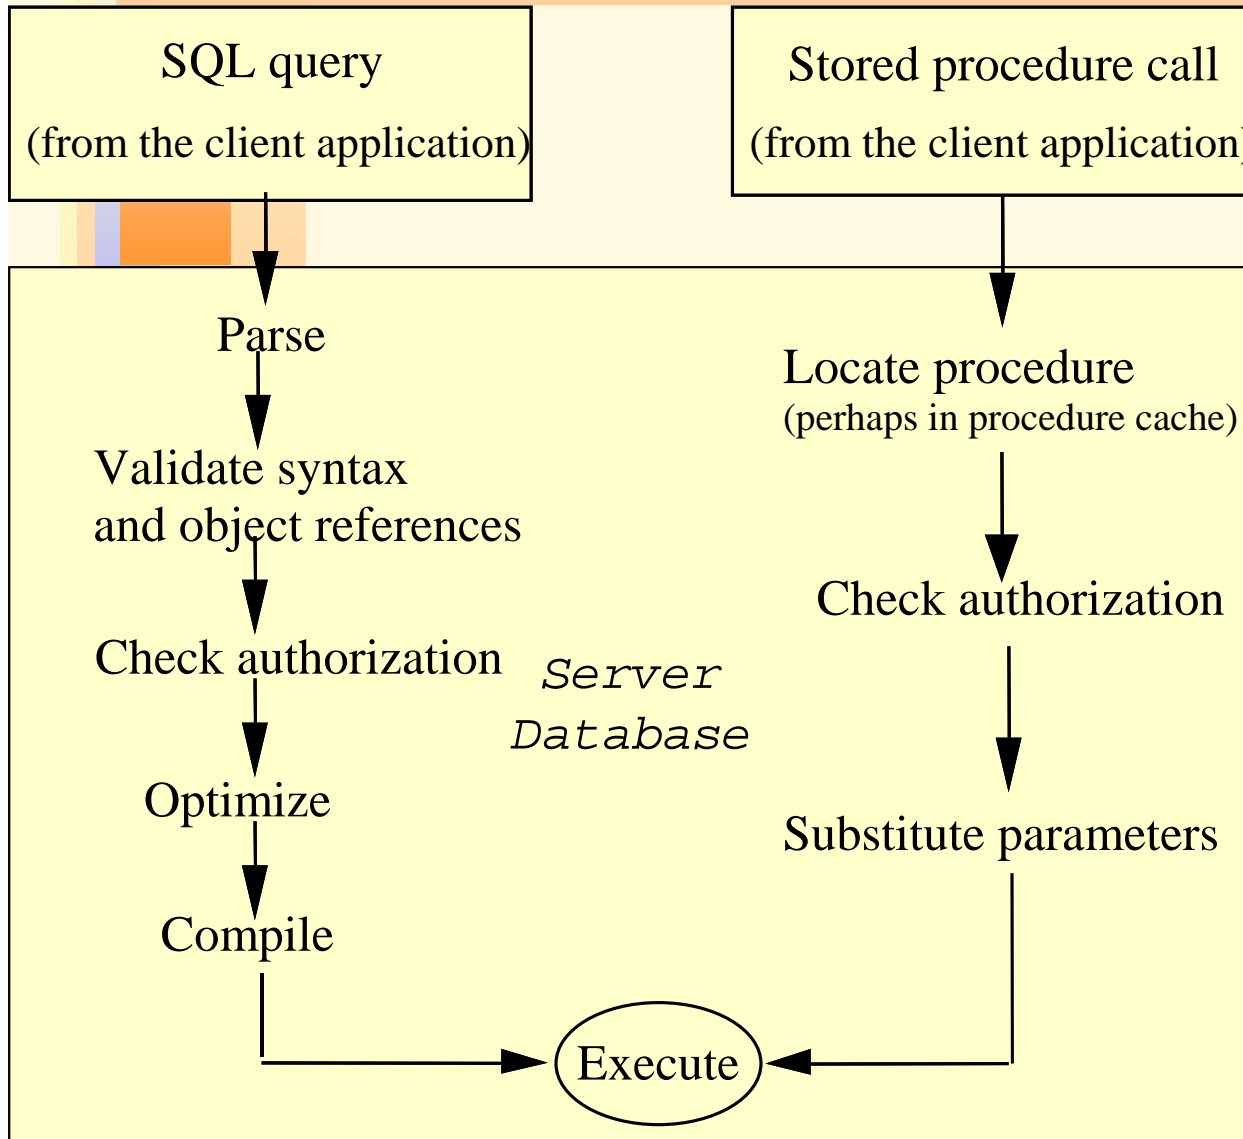 SQL query
(from the client application)
Stored procedure call
(from the client application)
Parse
Validate syntax
and object references
Check authorization
Optimize
Compile
Server
Database
Locate procedure
(perhaps in procedure cache)
Check authorization
Substitute parameters
Execute